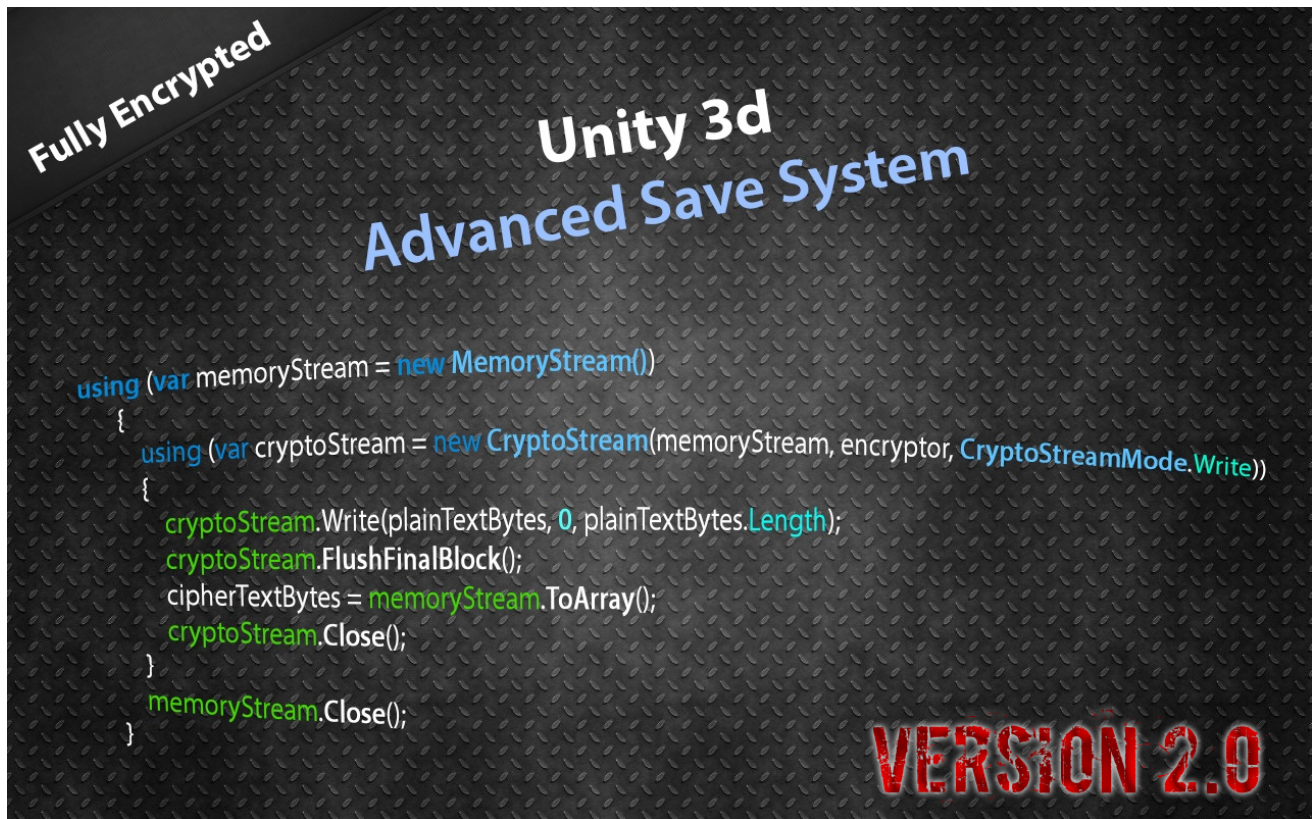 Fully Encrypted
Unity 3d
Advanced Save System
using (var memoryStream = new MemoryStream())
{
using (var cryptoStream = new CryptoStream(memoryStream, encryptor, CryptoStreamMode.Write))
{
cryptoStream.Write(plainTextBytes, 0, plainTextBytes.Length);
cryptoStream.FlushFinalBlock();
cipherTextBytes = memoryStream.ToArray();
cryptoStream.Close();
}
memoryStream.Close();
}
VERSION 2.0